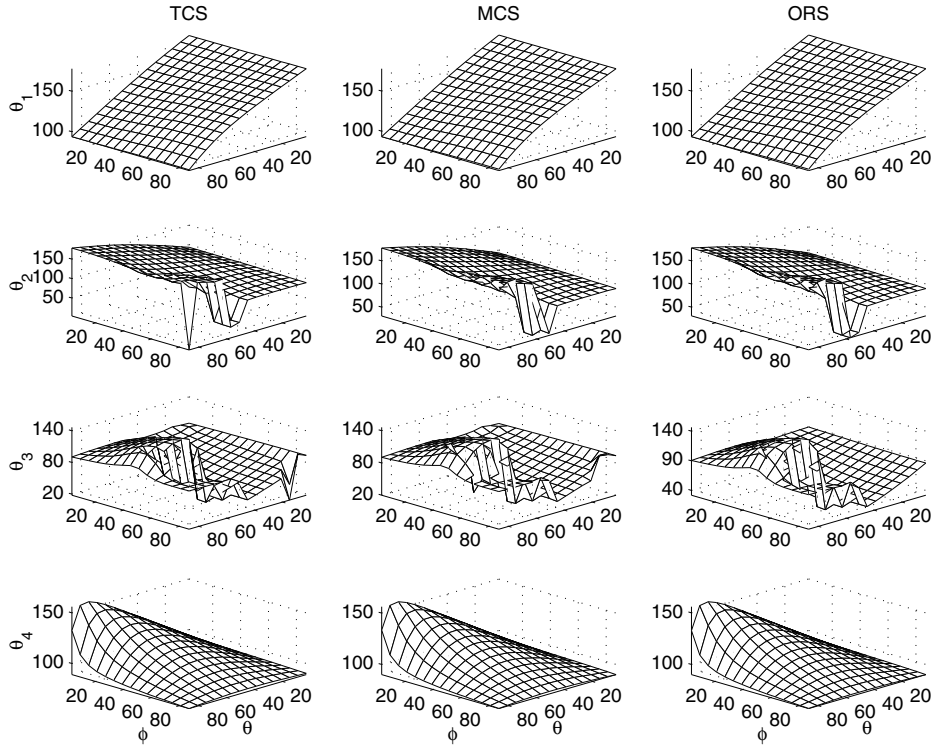 TCS MCS ORS
θ1 150 100 20 40 60 80 80 60 40 20
150 100 20 40 60 80 80 60 40 20
150 100 20 40 60 80 80 60 40 20
θ2 150 100 50 20 40 60 80 80 60 40 20
150 100 50 20 40 60 80 80 60 40 20
150 100 50 20 40 60 80 80 60 40 20
θ3 140 80 20 20 40 60 80 80 60 40 20
140 80 20 20 40 60 80 80 60 40 20
140 90 40 20 40 60 80 80 60 40 20
θ4 150 100 20 40 60 80 ϕ 80 60 40 20 θ
150 100 20 40 60 80 ϕ 80 60 40 20 θ
150 100 20 40 60 80 ϕ 80 60 40 20 θ